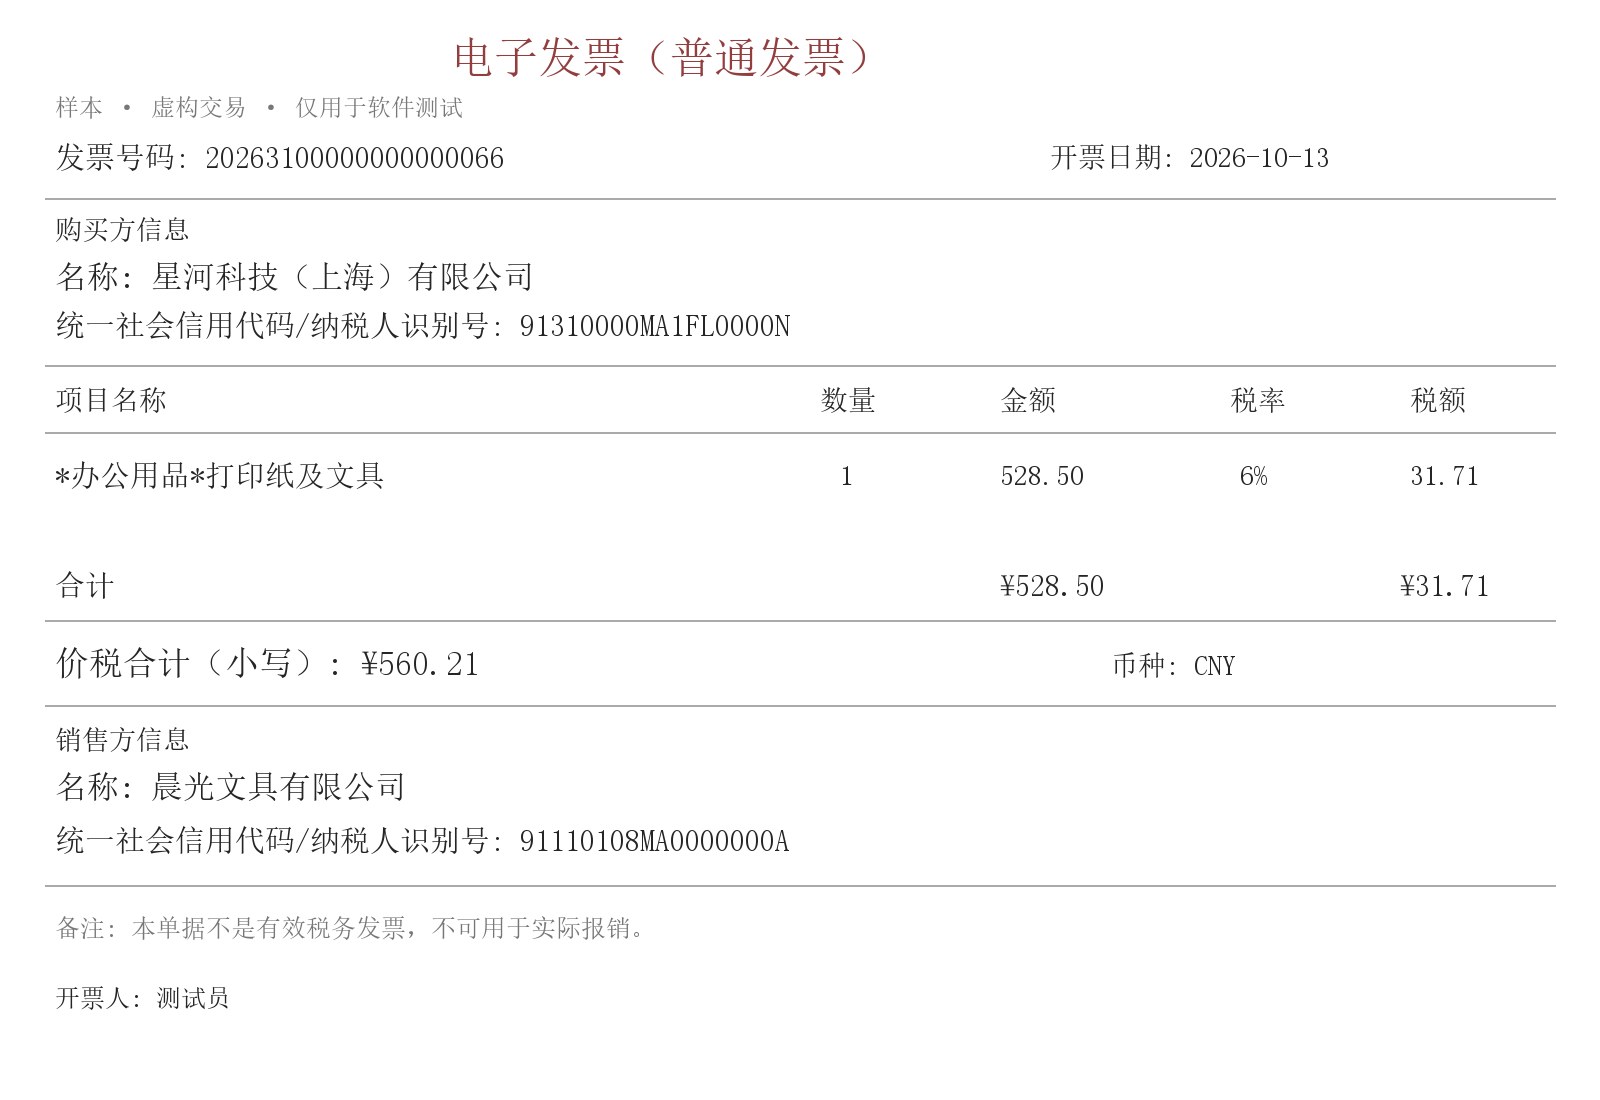 电子发票（普通发票）
样本 • 虚构交易 • 仅用于软件测试
发票号码: 20263100000000000066 开票日期: 2026-10-13
购买方信息
名称: 星河科技（上海）有限公司
统一社会信用代码/纳税人识别号: 91310000MA1FL0000N
项目名称 数量 金额 税率 税额
*办公用品*打印纸及文具 1 528.50 6% 31.71
合计 ¥528.50 ¥31.71
价税合计（小写）: ¥560.21 币种: CNY
销售方信息
名称: 晨光文具有限公司
统一社会信用代码/纳税人识别号: 91110108MA0000000A
备注: 本单据不是有效税务发票，不可用于实际报销。
开票人: 测试员